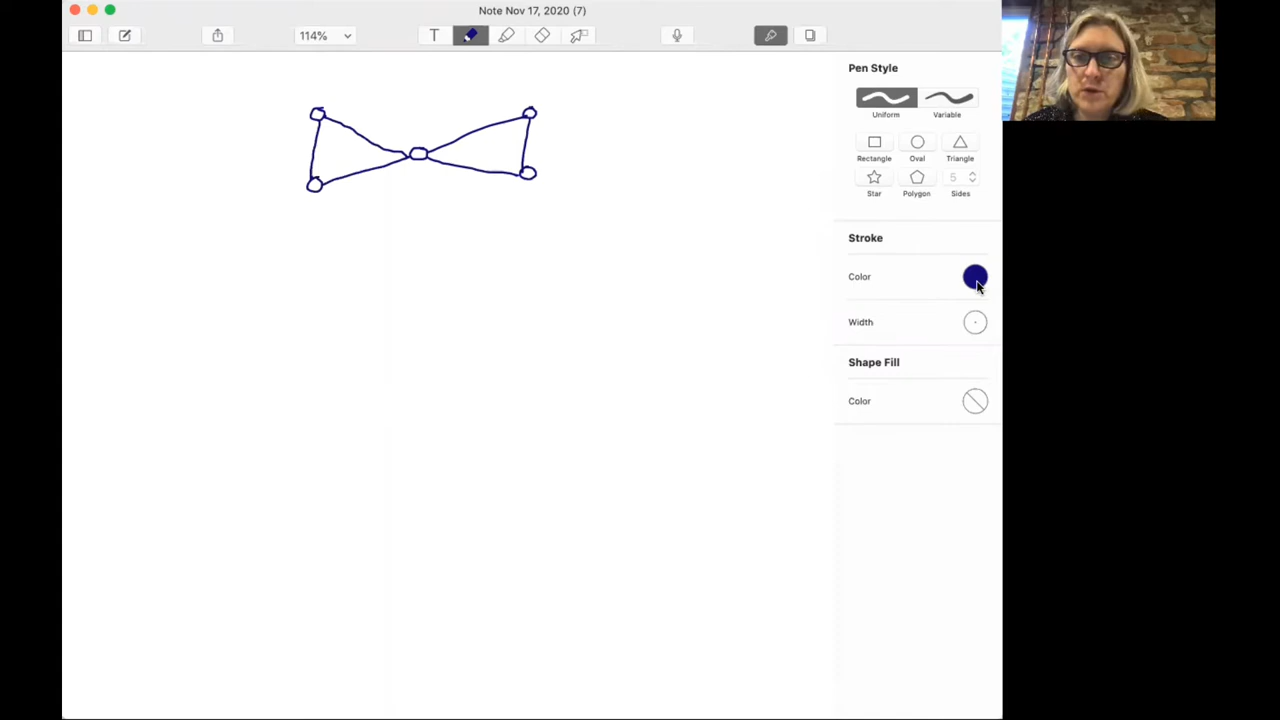 Note Nov 17, 2020 (7)
114%
T
Pen Style
Uniform Variable
Rectangle Oval Triangle
5
Star Polygon Sides
Stroke
Color
Width
Shape Fill
Color